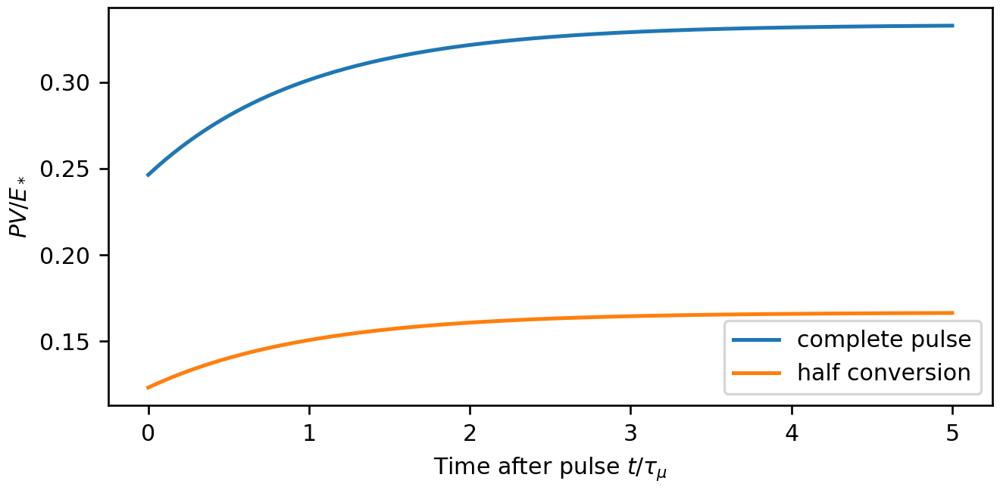 0.30
0.25
0.20
0.15
PV/E*
0 1 2 3 4 5
Time after pulse t/τμ
complete pulse
half conversion